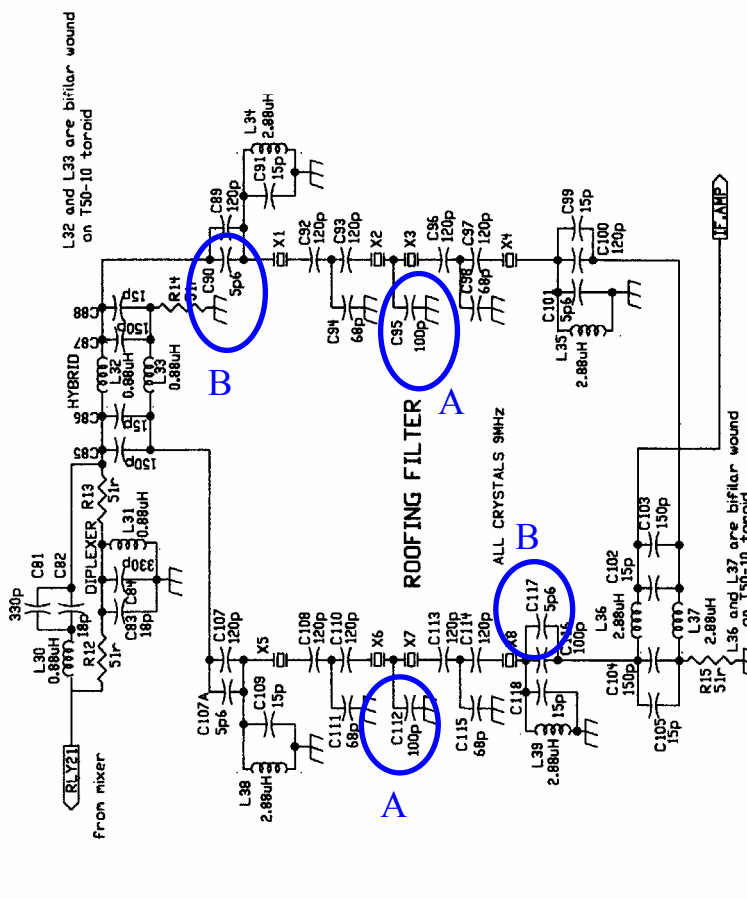 L32 and L33 are bifilar wound
on T50-10 toroid
L34
2.88uH
C91
15p
C89
120p
C90
5p6
X1
C92
120p
C93
120p
X2
X3
C96
120p
C97
120p
X4
C99
15p
C100
120p
C94
68p
C95
100p
C98
68p
C101
5p6
L35
2.88uH
IF.AMP
R14
C88
15p
C87
150p
HYBRID
L32
0.88uH
L33
0.88uH
C86
15p
C85
150p
B
A
ROOFING FILTER
ALL CRYSTALS 9MHz
R13
51r
DIPLEXER
L31
0.88uH
330p
C84
C83
18p
R12
51r
C81
330p
C82
18p
L30
0.88uH
RLY21
from mixer
C107
120p
C107A
5p6
C109
15p
L38
2.88uH
X5
C108
120p
C110
120p
X6
X7
C113
120p
C114
120p
X8
C111
68p
C112
100p
C115
68p
A
B
C117
5p6
100p
C118
15p
L39
2.88uH
C103
150p
C102
15p
L36
2.88uH
L37
2.88uH
C104
150p
C105
15p
R15
51r
L36 and L37 are bifilar wound
toroid